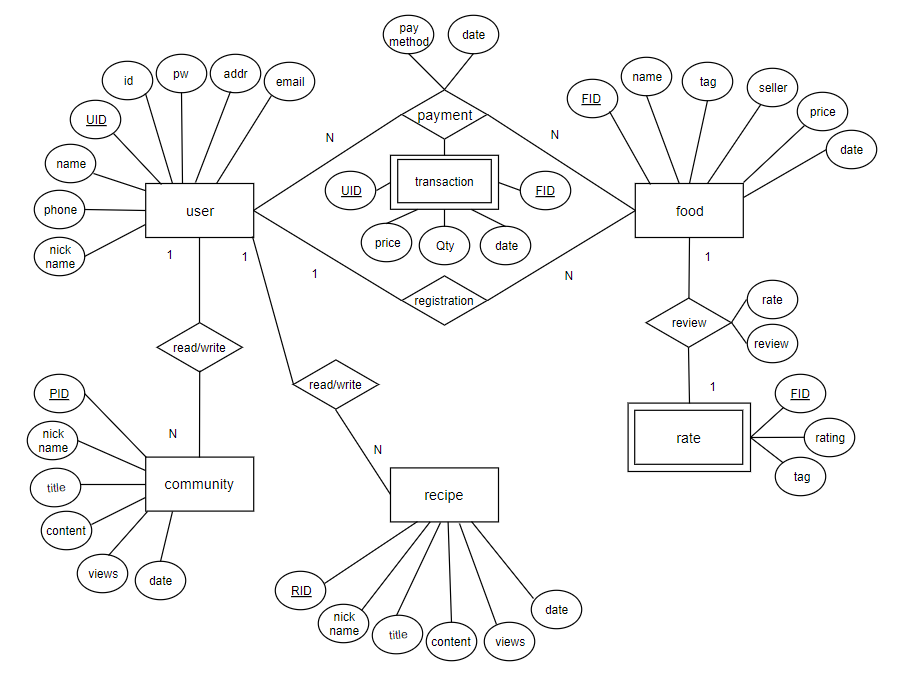 pay
method
date
id
pw
addr
email
UID
name
phone
nick
name
user
payment
N
N
transaction
UID
FID
price
Qty
date
registration
1
N
FID
name
tag
seller
price
date
food
1
1
1
read/write
read/write
review
rate
review
1
rate
FID
rating
tag
PID
nick
name
title
content
views
date
N
community
N
recipe
RID
nick
name
title
content
views
date